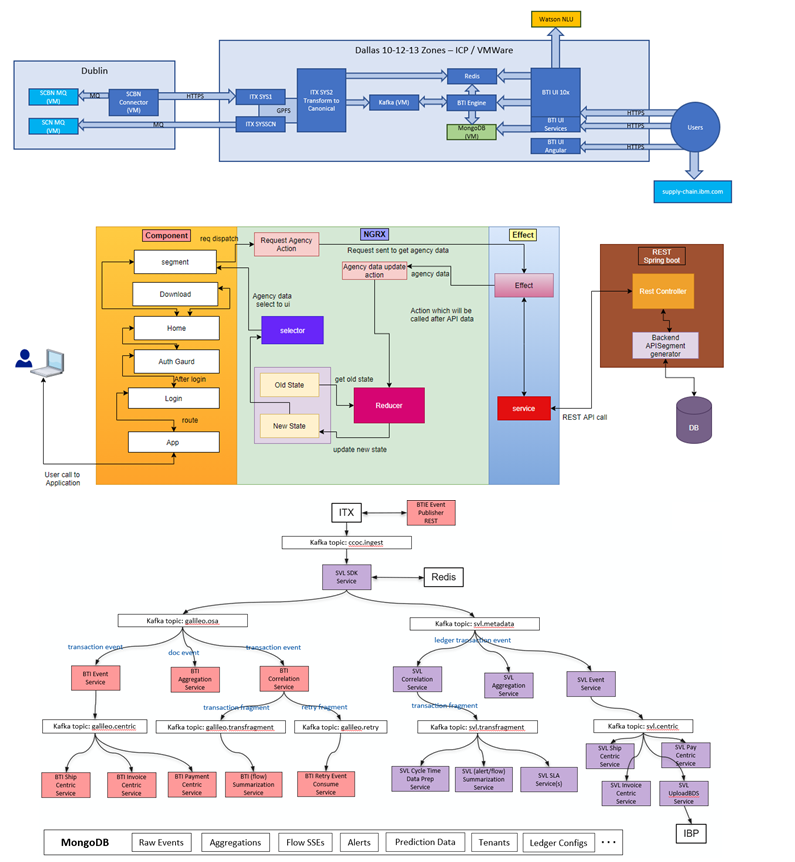 Watson NLU
Dallas 10-12-13 Zones – ICP / VMWare
Dublin
SCBN MQ
(VM)
MQ
SCBN
Connector
(VM)
HTTPS
ITX SYS1
GPFS
ITX SYSSCN
SCN MQ
(VM)
MQ
ITX SYS2
Transform to
Canonical
Kafka (VM)
Redis
BTI Engine
MongoDB
(VM)
BTI UI 10x
BTI UI
Services
BTI UI
Angular
HTTPS
HTTPS
HTTPS
Users
supply-chain.ibm.com
Component
NGRX
Effect
REST
Spring boot
req dispatch
Request Agency
Action
Request sent to get agency data
segment
Agency data update
action
agency data
Effect
Rest Controller
Download
Agency data
select to ui
Action which will be
called after API data
Home
selector
Backend
APISegment
generator
Auth Gaurd
After login
Old State
get old state
Login
Reducer
service
REST API call
DB
route
New State
App
update new state
User call to
Application
ITX
BTIE Event
Publisher
REST
Kafka topic: ccoc.ingest
SVL SDK
Service
Redis
Kafka topic: galileo.osa
Kafka topic: svl.metadata
transaction event
doc event
transaction event
ledger transaction event
BTI Event
Service
BTI
Aggregation
Service
BTI
Correlation
Service
SVL
Correlation
Service
SVL
Aggregation
Service
SVL Event
Service
transaction fragment
retry fragment
transaction fragment
Kafka topic: galileo.centric
Kafka topic: galileo.transfragment
Kafka topic: galileo.retry
Kafka topic: svl.transfragment
Kafka topic: svl.centric
BTI Ship
Centric
Service
BTI Invoice
Centric
Service
BTI Payment
Centric
Service
BTI (flow)
Summarization
Service
BTI Retry Event
Consume
Service
SVL Cycle Time
Data Prep
Service
SVL (alert/flow)
Summarization
Service
SVL SLA
Service(s)
SVL Ship
Centric
Service
SVL Pay
Centric
Service
SVL Invoice
Centric
Service
SVL
UploadBDS
Service
IBP
MongoDB
Raw Events
Aggregations
Flow SSEs
Alerts
Prediction Data
Tenants
Ledger Configs
• • •